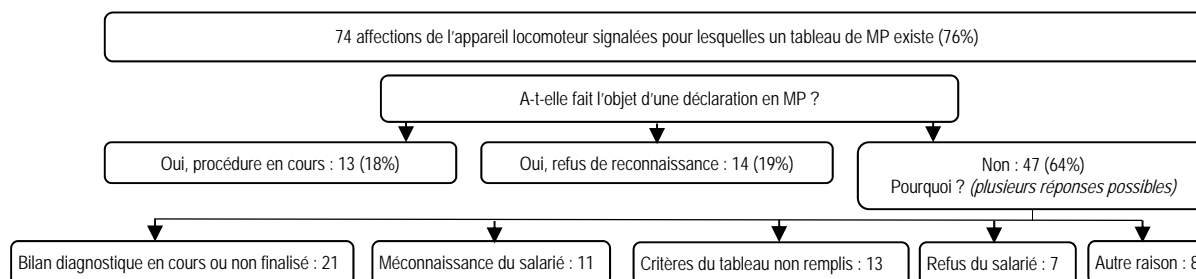 74 affections de l'appareil locomoteur signalées pour lesquelles un tableau de MP existe (76%)
A-t-elle fait l'objet d'une déclaration en MP ?
Oui, procédure en cours : 13 (18%)
Oui, refus de reconnaissance : 14 (19%)
Non : 47 (64%)
Pourquoi ? (plusieurs réponses possibles)
Bilan diagnostique en cours ou non finalisé : 21
Méconnaissance du salarié : 11
Critères du tableau non remplis : 13
Refus du salarié : 7
Autre raison :